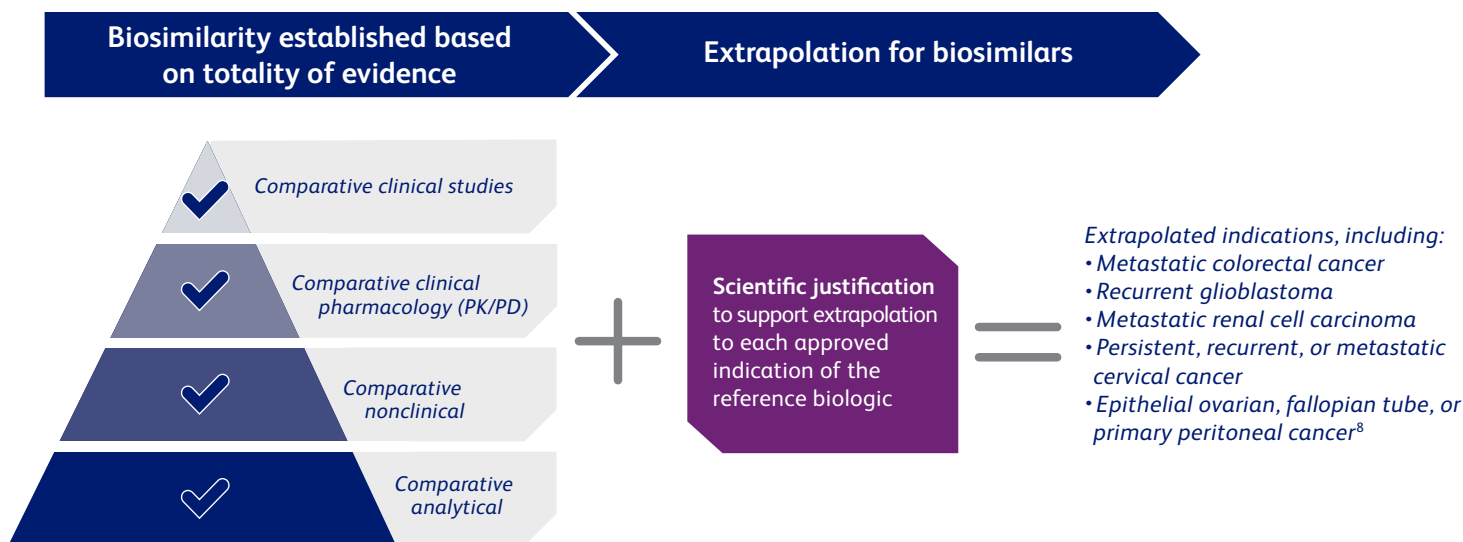 Biosimilarity established based
on totality of evidence
Extrapolation for biosimilars
Comparative clinical studies
Comparative clinical
pharmacology (PK/PD)
Comparative
nonclinical
Comparative
analytical
Scientific justification
to support extrapolation
to each approved
indication of the
reference biologic
Extrapolated indications, including:
• Metastatic colorectal cancer
• Recurrent glioblastoma
• Metastatic renal cell carcinoma
• Persistent, recurrent, or metastatic
cervical cancer
• Epithelial ovarian, fallopian tube, or
primary peritoneal cancer⁸